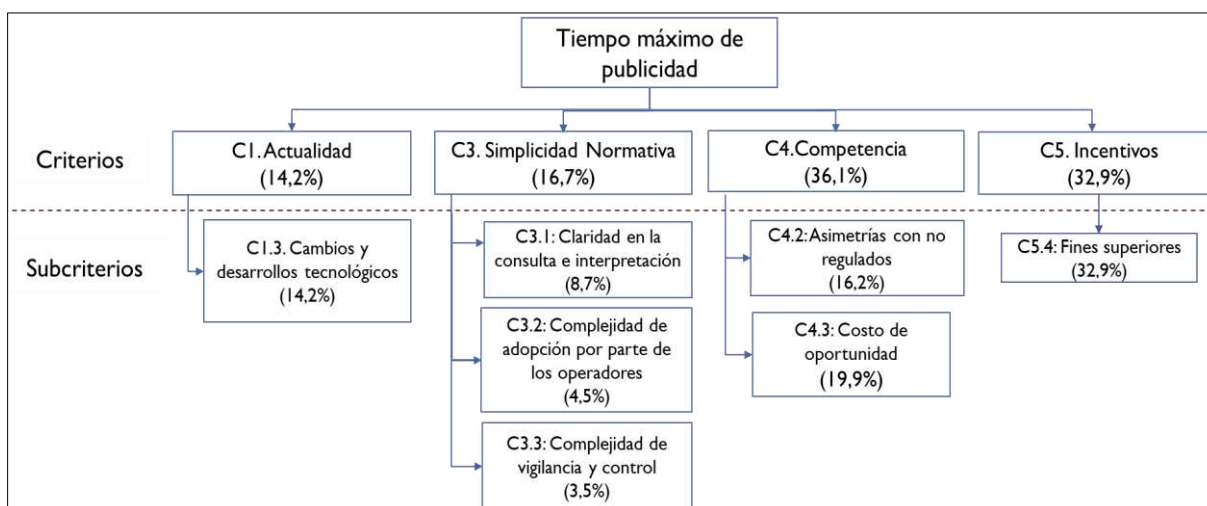 Tiempo máximo de
publicidad
Criterios
C1. Actualidad
(14,2%)
C3. Simplicidad Normativa
(16,7%)
C4.Competencia
(36,1%)
C5. Incentivos
(32,9%)
Subcriterios
C1.3. Cambios y
desarrollos tecnológicos
(14,2%)
C3.1: Claridad en la
consulta e interpretación
(8,7%)
C3.2: Complejidad de
adopción por parte de
los operadores
(4,5%)
C3.3: Complejidad de
vigilancia y control
(3,5%)
C4.2: Asimetrías con no
regulados
(16,2%)
C4.3: Costo de
oportunidad
(19,9%)
C5.4: Fines superiores
(32,9%)